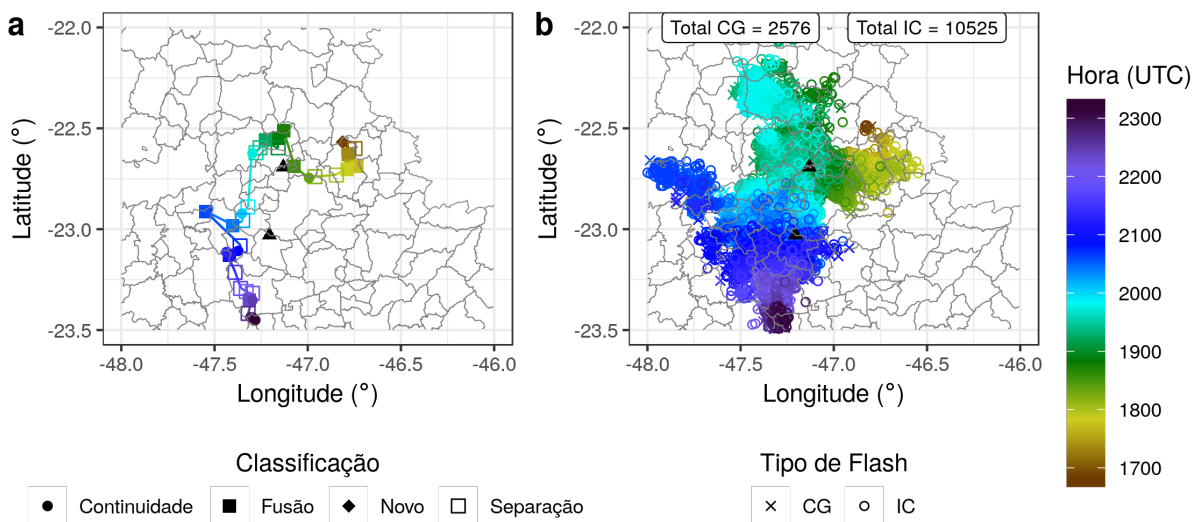 a
-22.0
-22.5
-23.0
-23.5
Latitude (°)
-48.0
-47.5
-47.0
-46.5
-46.0
Longitude (°)
b
Total CG = 2576
Total IC = 10525
-22.0
-22.5
-23.0
-23.5
Latitude (°)
-48.0
-47.5
-47.0
-46.5
-46.0
Longitude (°)
Hora (UTC)
2300
2200
2100
2000
1900
1800
1700
Classificação
Continuidade
Fusão
Novo
Separação
Tipo de Flash
CG
IC